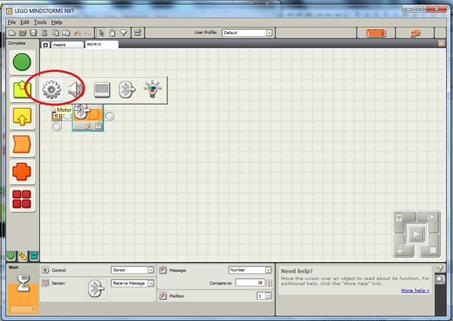 LEGO MINDSTORMS NXT
File Edit Tools Help
User Profile: Default
Complete
mestre
escravo
Motor
Wait
Control: Sensor
Sensor: Receive Message
Message: Number
Compare to: 38
Mailbox: 1
Need help?
Move the cursor over an object to read about its function. For
additional help, click the "More help" link.
More help »